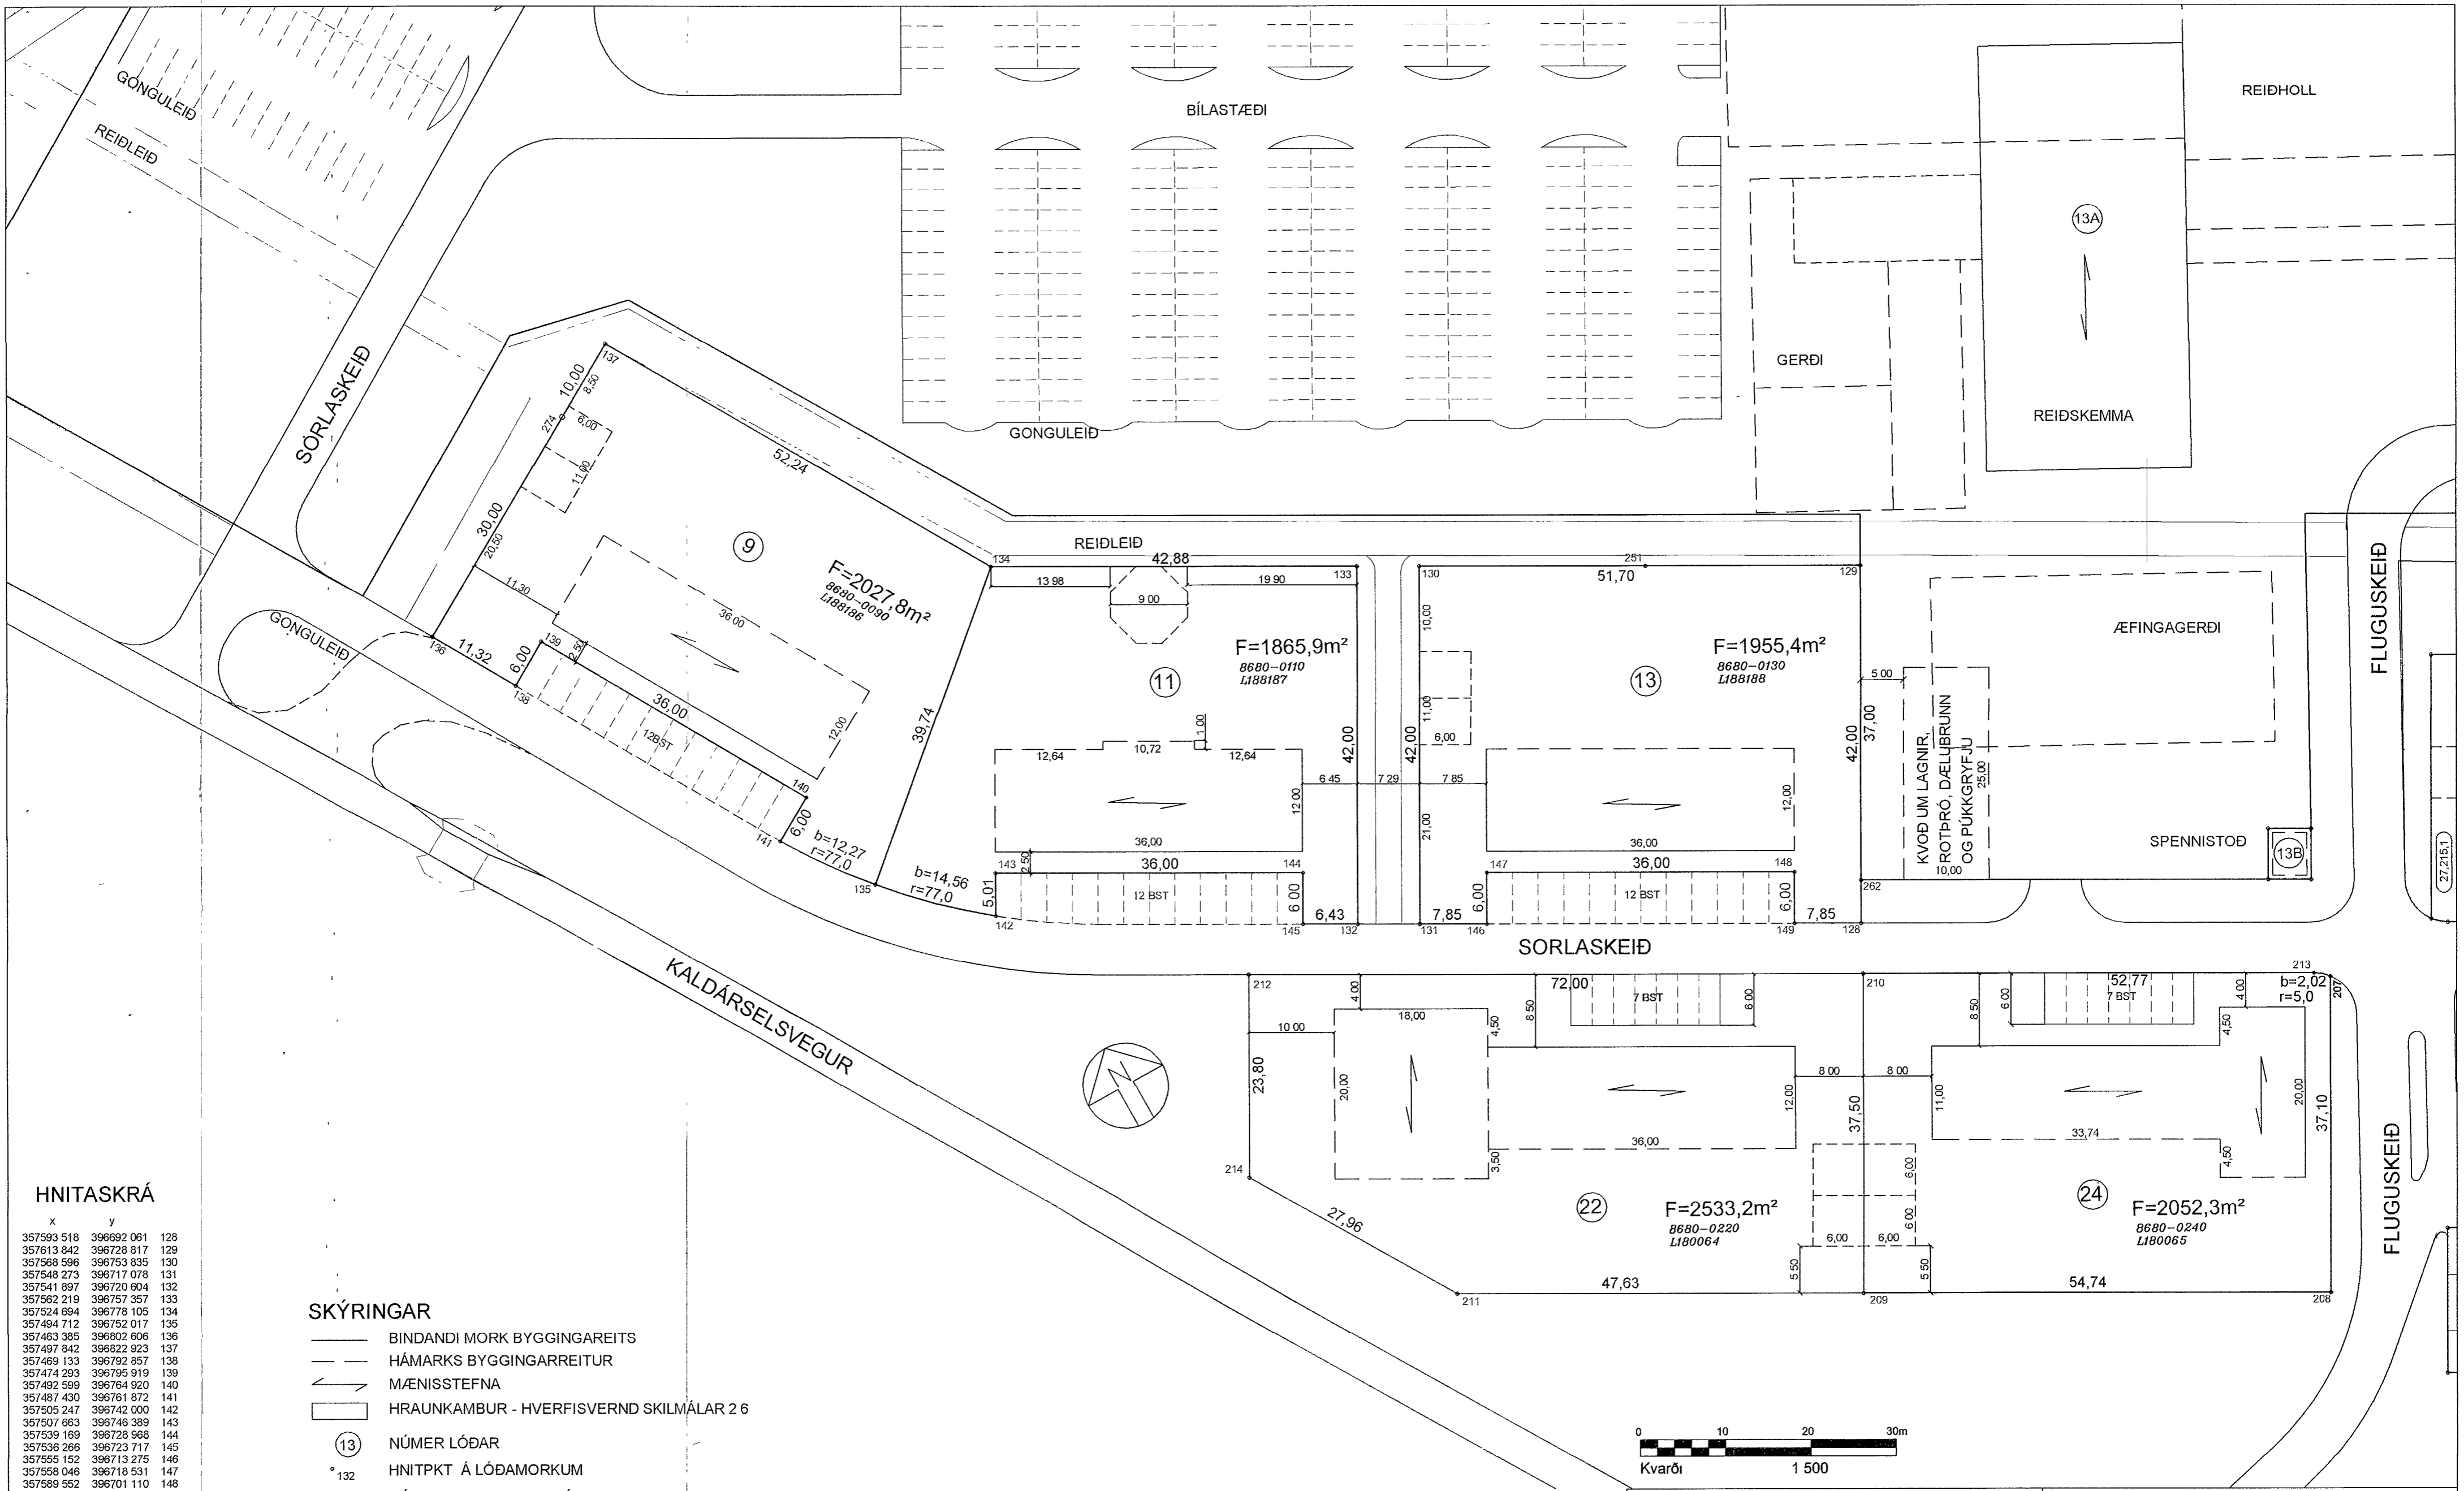 GONGULEIÐ
REIÐLEIÐ
SÓRLASKEIÐ
BÍLASTÆÐI
GONGULEIÐ
REIÐHOLL
13A
GERÐI
REIÐSKEMMA
137
10,00
8,50
274
6,00
11,00
30,00
20,50
52,24
9
F=2027,8m²
8680-0090
L188186
11,30
36 00
12,00
136
11,32
138
6,00
139
2 50
36,00
12BST
140
141
6,00
b=12,27
r=77,0
135
39,74
GONGULEIÐ
REIÐLEIÐ
134
42,88
133
13 98
19 90
9 00
F=1865,9m²
8680-0110
L188187
11
1,00
12,64
10,72
12,64
42,00
6 45
7 29
7 85
12 00
36,00
143
2 50
36,00
144
5,01
12 BST
6 00
b=14,56
r=77,0
142
145
6,43
132
130
251
51,70
129
10,00
F=1955,4m²
8680-0130
L188188
13
11,00
6,00
42,00
21,00
12,00
36,00
147
36,00
148
6,00
12 BST
6,00
131
7,85
146
149
7,85
128
42,00
37,00
5 00
262
KVOÐ UM LAGNIR,
ROTÞRÓ, DÆLUBRUNN
OG PÚKKGRYFJU
25,00
10,00
ÆFINGAGERÐI
SPENNISTOÐ
13B
FLUGUSKEIÐ
27,215,1
SORLASKEIÐ
KALDÁRSELSVEGUR
212
4 00
72,00
7 BST
8 50
6 00
210
18,00
4,50
10 00
23,80
20,00
8 00
8 00
12,00
36,00
3,50
37,50
214
27,96
22
F=2533,2m²
8680-0220
L180064
6,00
6,00
6 00
6 00
5 50
5 50
47,63
211
209
213
52,77
7 BST
8 50
6 00
4 00
b=2,02
r=5,0
207
4,50
11,00
33,74
20,00
37,10
4,50
24
F=2052,3m²
8680-0240
L180065
54,74
208
FLUGUSKEIÐ
HNITASKRÁ
x y
357593 518 396692 061 128
357613 842 396728 817 129
357568 596 396753 835 130
357548 273 396717 078 131
357541 897 396720 604 132
357562 219 396757 357 133
357524 694 396778 105 134
357494 712 396752 017 135
357463 385 396802 606 136
357497 842 396822 923 137
357469 133 396792 857 138
357474 293 396795 919 139
357492 599 396764 920 140
357487 430 396761 872 141
357505 247 396742 000 142
357507 663 396746 389 143
357539 169 396728 968 144
357536 266 396723 717 145
357555 152 396713 275 146
357558 046 396718 531 147
357589 552 396701 110 148
SKÝRINGAR
BINDANDI MORK BYGGINGAREITS
HÁMARKS BYGGINGARREITUR
MÆNISSTEFNA
HRAUNKAMBUR - HVERFISVERND SKILMÁLAR 2 6
13 NÚMER LÓÐAR
132 HNITPKT Á LÓÐAMORKUM
0 10 20 30m
Kvarði 1 500